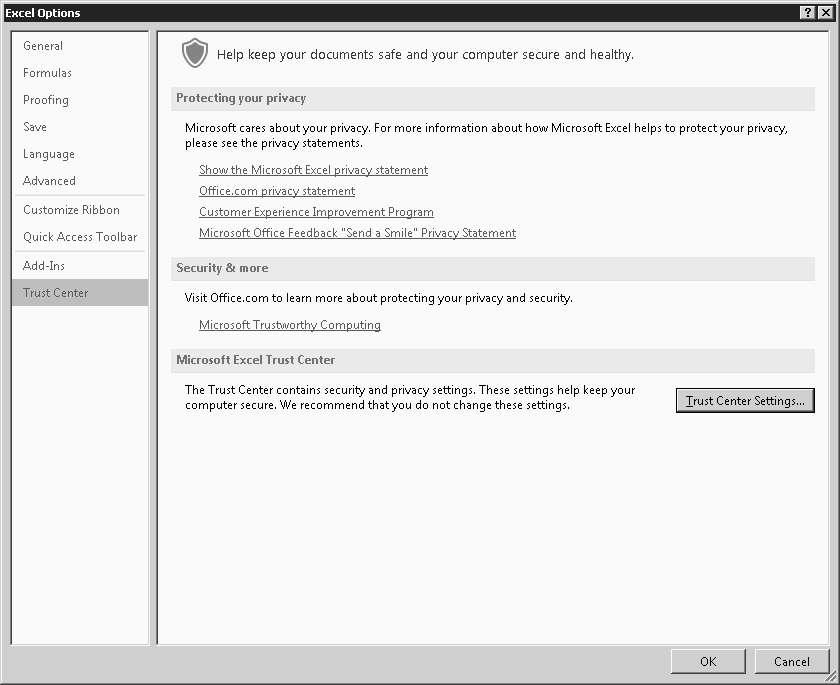 Excel Options
General
Formulas
Proofing
Save
Language
Advanced
Customize Ribbon
Quick Access Toolbar
Add-Ins
Trust Center
Help keep your documents safe and your computer secure and healthy.
Protecting your privacy
Microsoft cares about your privacy. For more information about how Microsoft Excel helps to protect your privacy,
please see the privacy statements.
Show the Microsoft Excel privacy statement
Office.com privacy statement
Customer Experience Improvement Program
Microsoft Office Feedback "Send a Smile" Privacy Statement
Security & more
Visit Office.com to learn more about protecting your privacy and security.
Microsoft Trustworthy Computing
Microsoft Excel Trust Center
The Trust Center contains security and privacy settings. These settings help keep your
computer secure. We recommend that you do not change these settings.
Trust Center Settings...
OK
Cancel